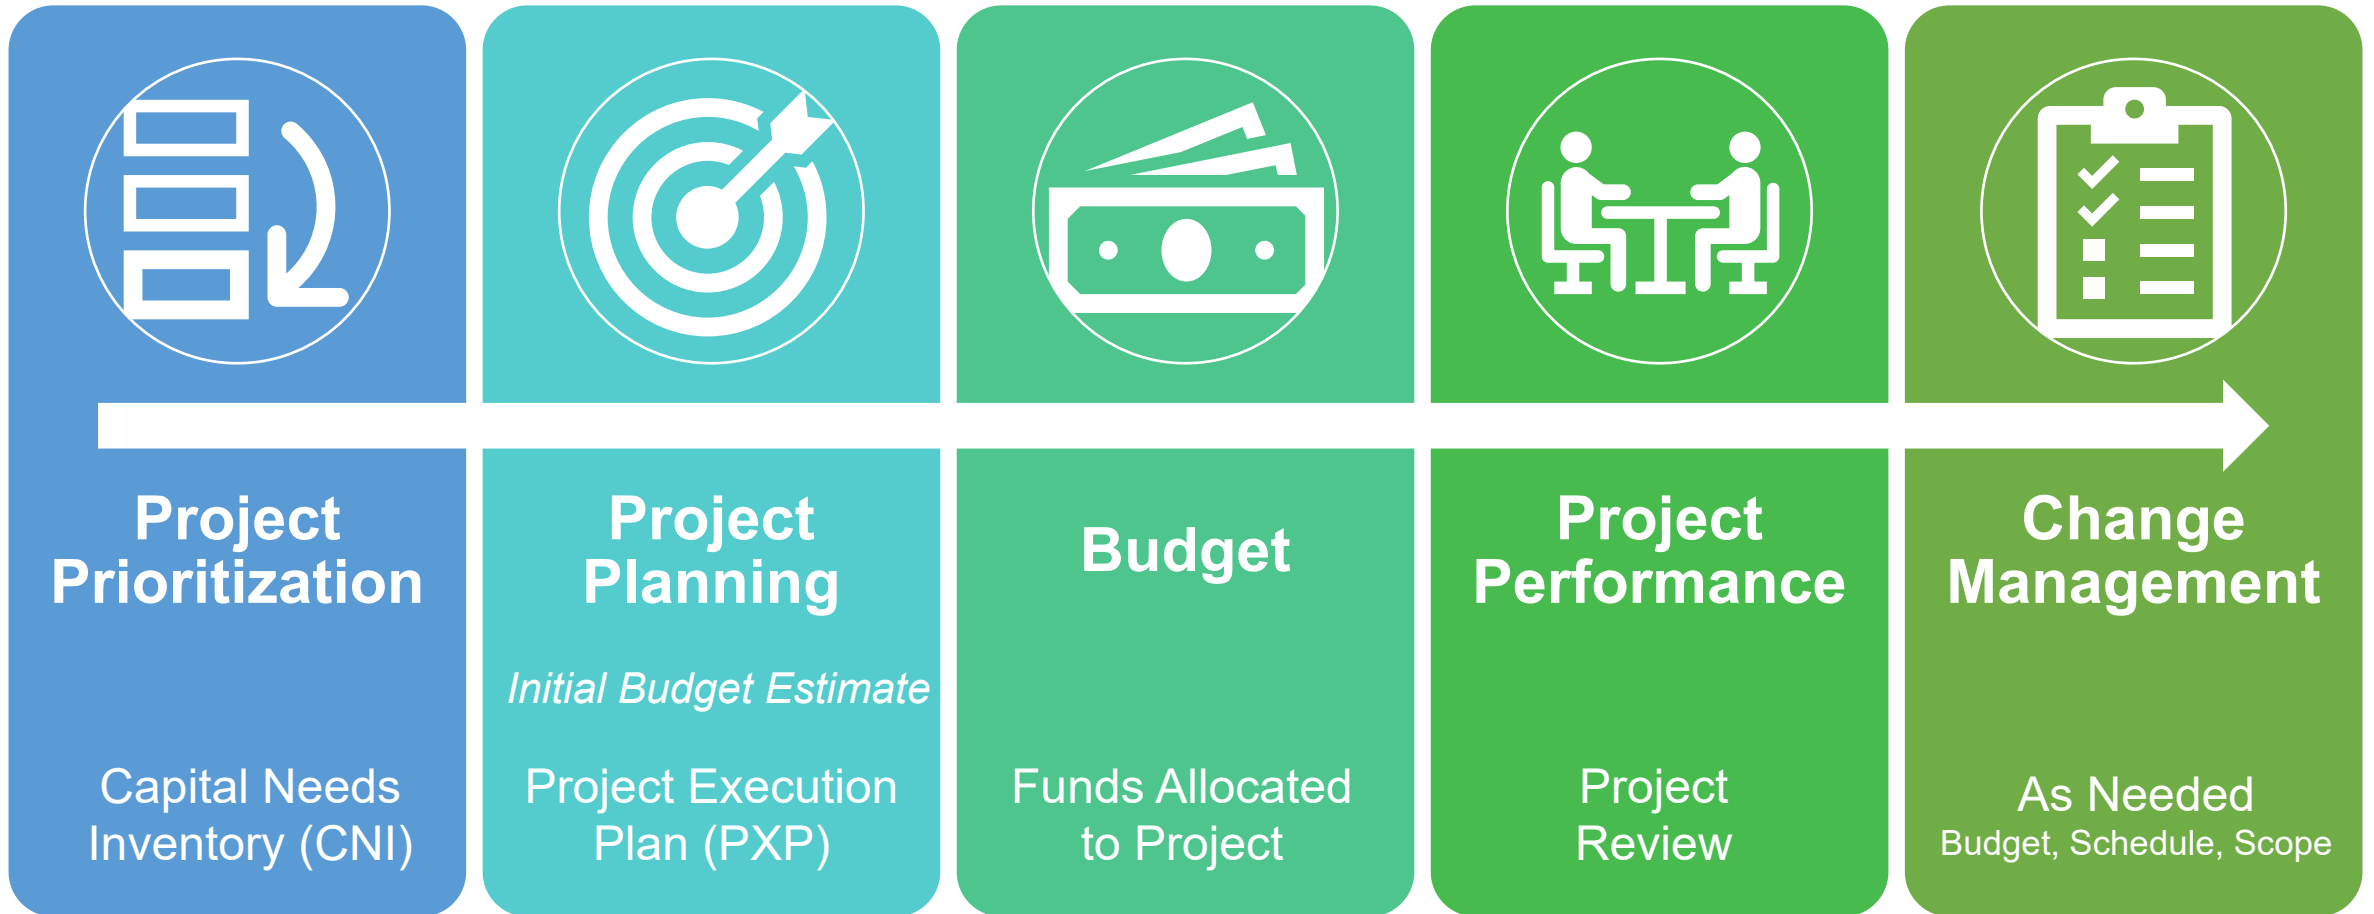 Project
Prioritization
Capital Needs
Inventory (CNI)
Project
Planning
Initial Budget Estimate
Project Execution
Plan (PXP)
Budget
Funds Allocated
to Project
Project
Performance
Project
Review
Change
Management
As Needed
Budget, Schedule, Scope